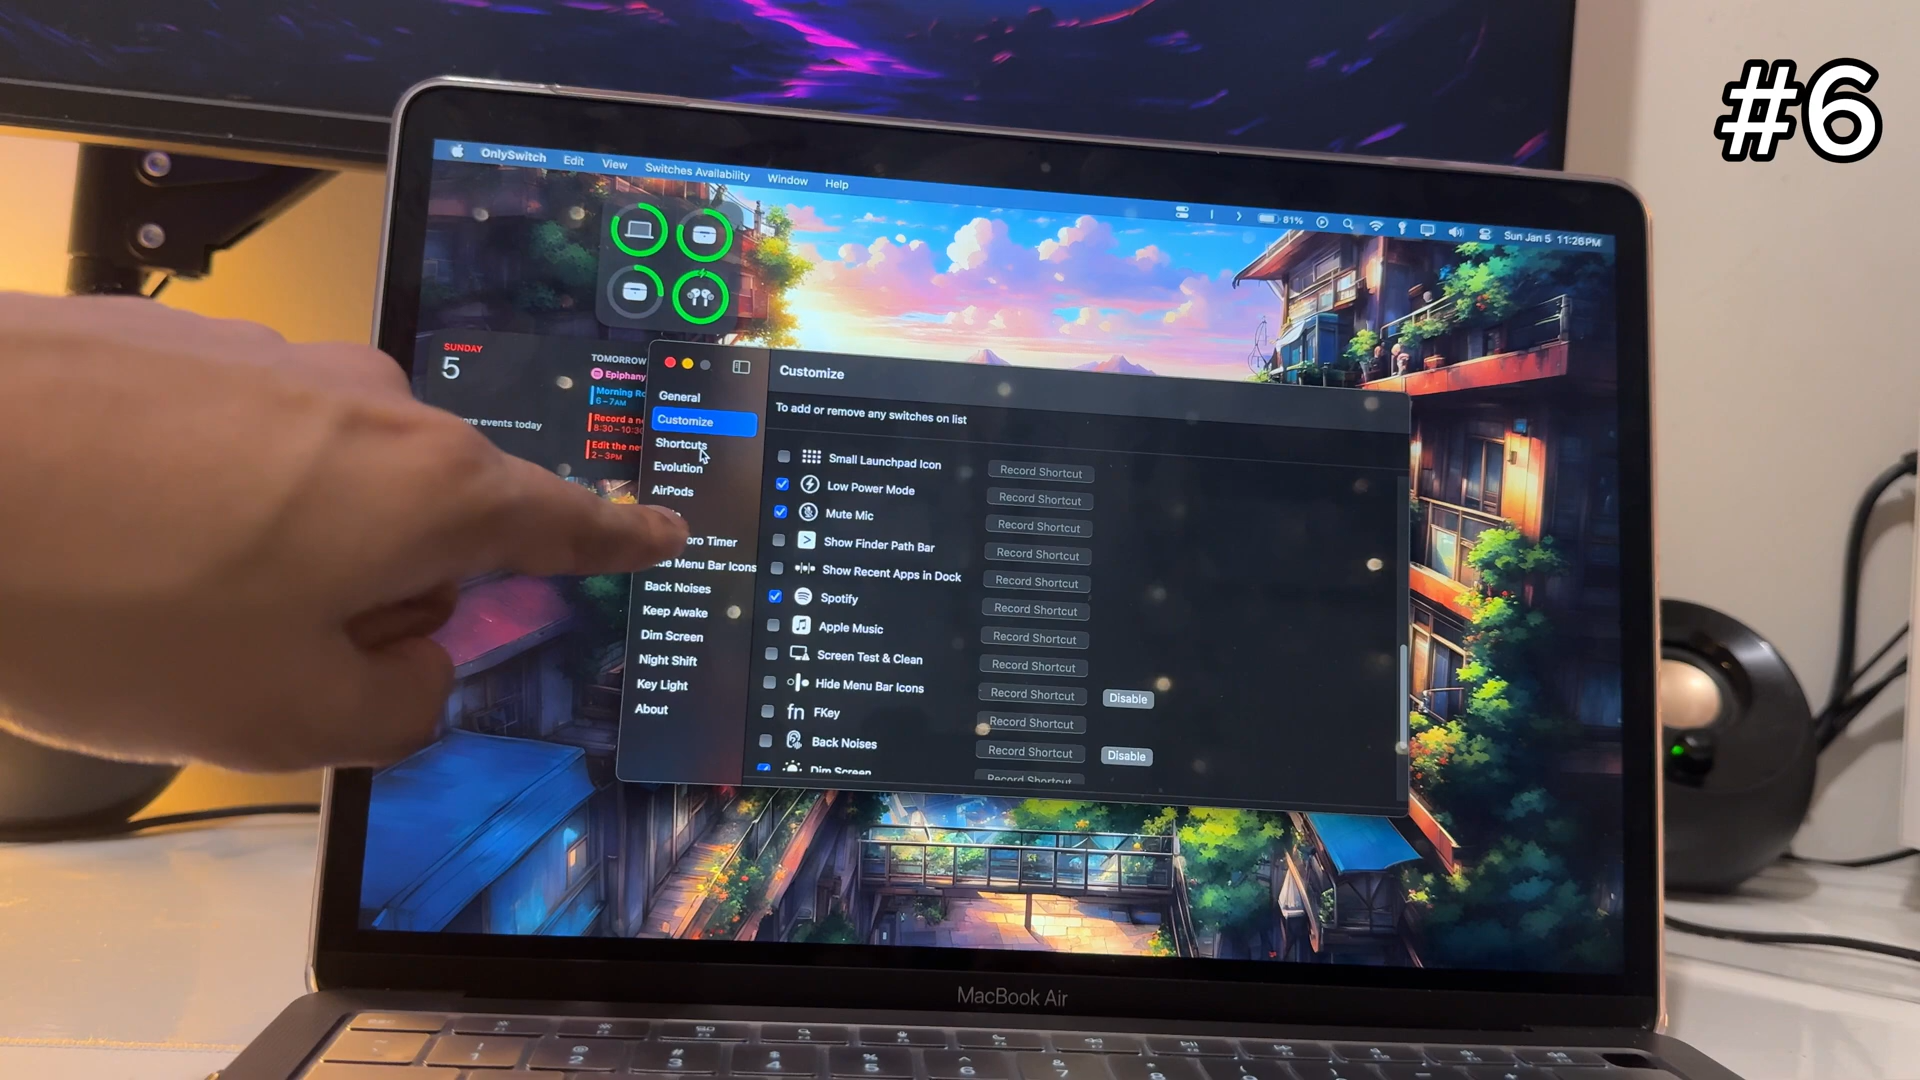 #6
OnlySwitch Edit View Switches Availability Window Help
81% Sun Jan 5 11:26 PM
SUNDAY
5
events today
TOMORROW
Epiphany
Morning
6–7AM
Record a
8:30–10:30
Edit the
2–3PM
General
Customize
Shortcuts
Evolution
AirPods
Timer
Menu Bar Icons
Back Noises
Keep Awake
Dim Screen
Night Shift
Key Light
About
Customize
To add or remove any switches on list
Small Launchpad Icon Record Shortcut
Low Power Mode Record Shortcut
Mute Mic Record Shortcut
Show Finder Path Bar Record Shortcut
Show Recent Apps in Dock Record Shortcut
Spotify Record Shortcut
Apple Music Record Shortcut
Screen Test & Clean Record Shortcut
Hide Menu Bar Icons Record Shortcut Disable
fn FKey Record Shortcut
Back Noises Record Shortcut Disable
Dim Screen Record Shortcut
MacBook Air